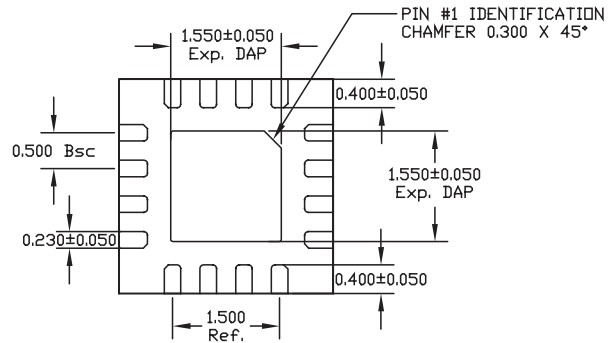 PIN #1 IDENTIFICATION
CHAMFER 0.300 X 45°
1.550±0.050
Exp. DAP
0.400±0.050
0.500 Bsc
1.550±0.050
Exp. DAP
0.230±0.050
0.400±0.050
1.500
Ref.